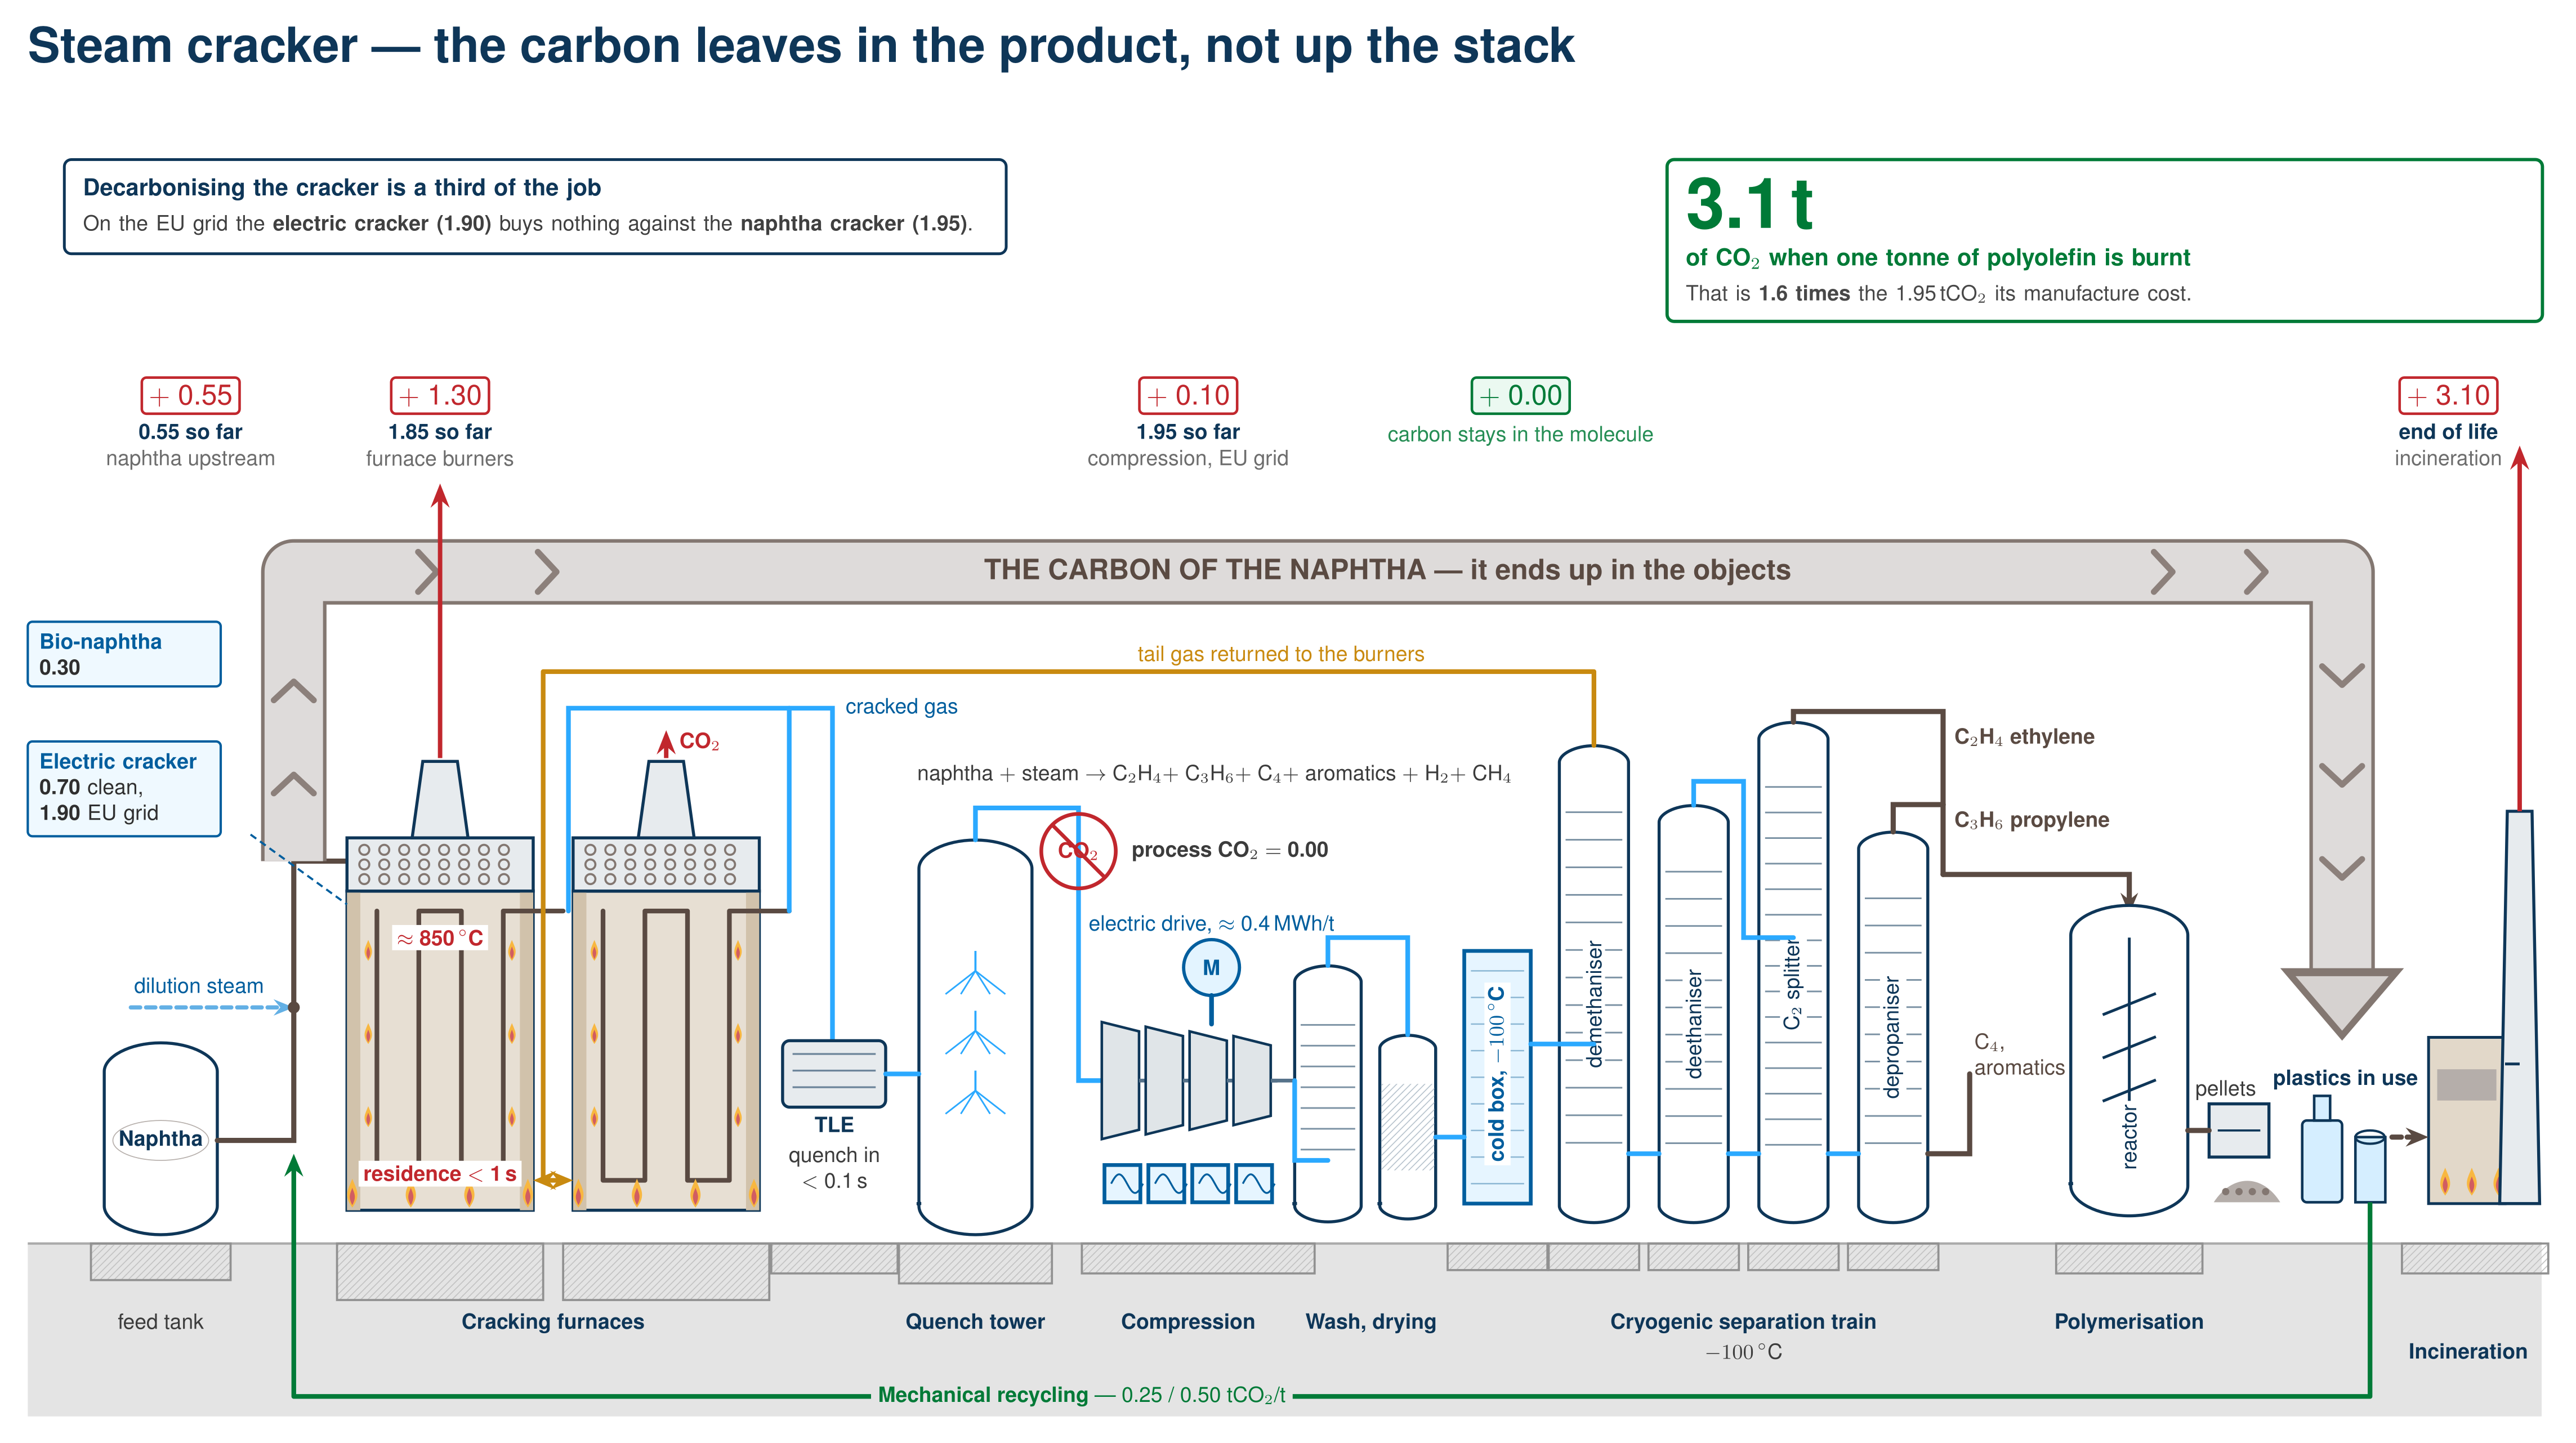 Steam cracker — the carbon leaves in the product, not up the stack
Decarbonising the cracker is a third of the job
On the EU grid the electric cracker (1.90) buys nothing against the naphtha cracker (1.95).
3.1 t
of CO₂ when one tonne of polyolefin is burnt
That is 1.6 times the 1.95 tCO₂ its manufacture cost.
+ 0.55
0.55 so far
naphtha upstream
+ 1.30
1.85 so far
furnace burners
+ 0.10
1.95 so far
compression, EU grid
+ 0.00
carbon stays in the molecule
+ 3.10
end of life
incineration
THE CARBON OF THE NAPHTHA — it ends up in the objects
Bio-naphtha
0.30
Electric cracker
0.70 clean,
1.90 EU grid
tail gas returned to the burners
cracked gas
CO₂
naphtha + steam → C₂H₄+ C₃H₆+ C₄+ aromatics + H₂+ CH₄
CO₂
process CO₂ = 0.00
electric drive, ≈ 0.4 MWh/t
M
C₂H₄ ethylene
C₃H₆ propylene
≈ 850 °C
residence < 1 s
dilution steam
Naphtha
TLE
quench in
< 0.1 s
cold box, −100 °C
demethaniser
deethaniser
C₂ splitter
depropaniser
C₄,
aromatics
reactor
pellets
plastics in use
feed tank
Cracking furnaces
Quench tower
Compression
Wash, drying
Cryogenic separation train
−100 °C
Polymerisation
Incineration
Mechanical recycling — 0.25 / 0.50 tCO₂/t